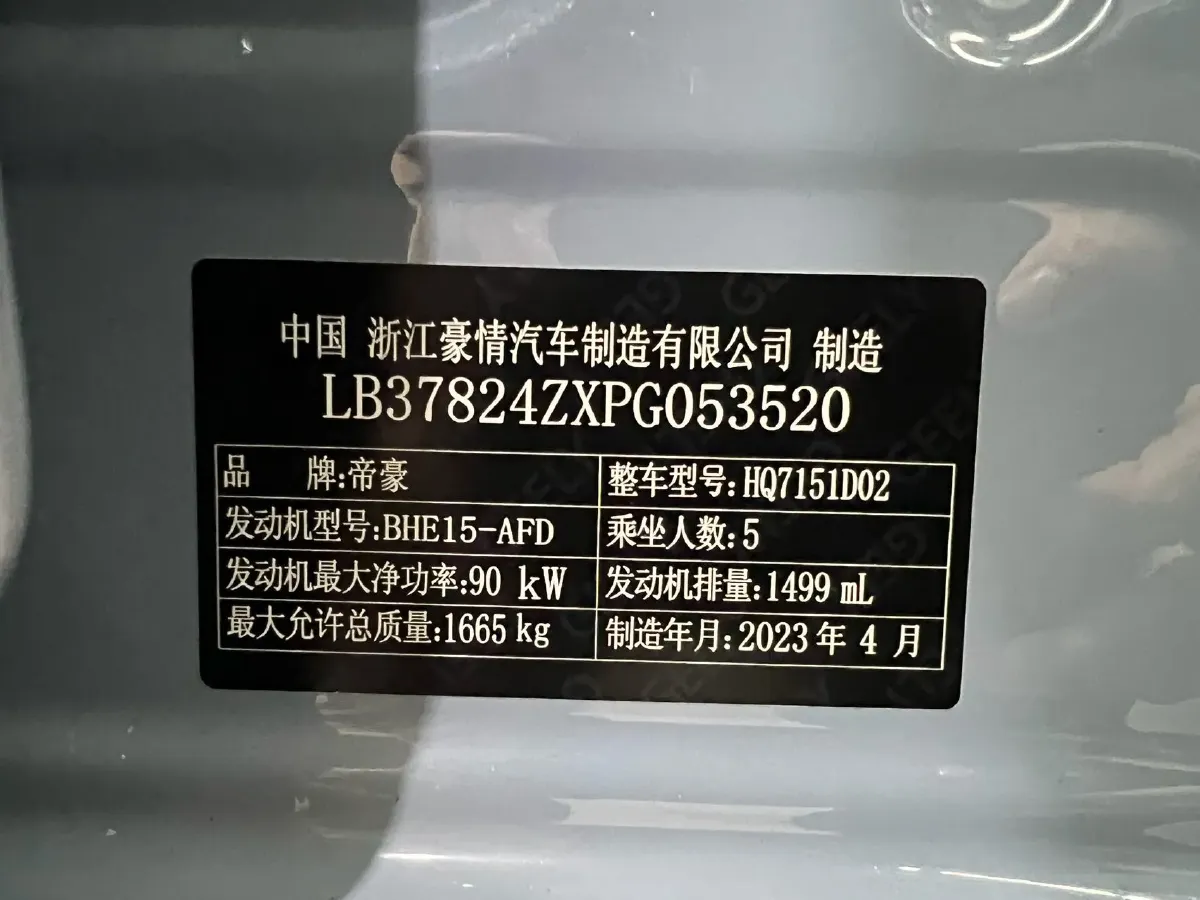 中国 浙江豪情汽车制造有限公司 制造
LB37824ZXPG053520
品 牌:帝豪 整车型号:HQ7151D02
发动机型号:BHE15-AFD 乘坐人数:5
发动机最大净功率:90 kW 发动机排量:1499 mL
最大允许总质量:1665 kg 制造年月:2023 年 4 月